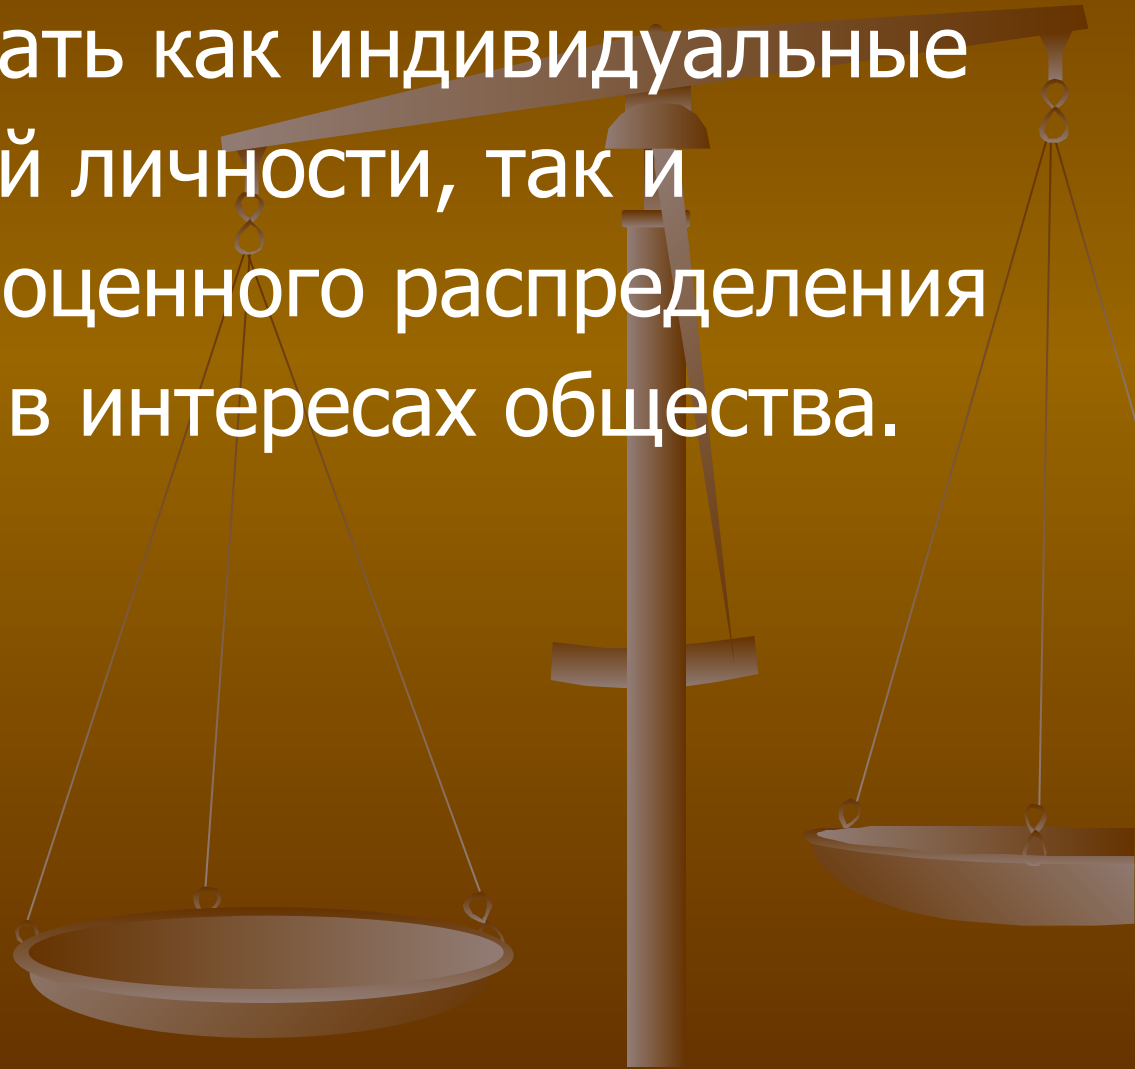 ать как индивидуальные
й личности, так и
оценного распределения
в интересах общества.